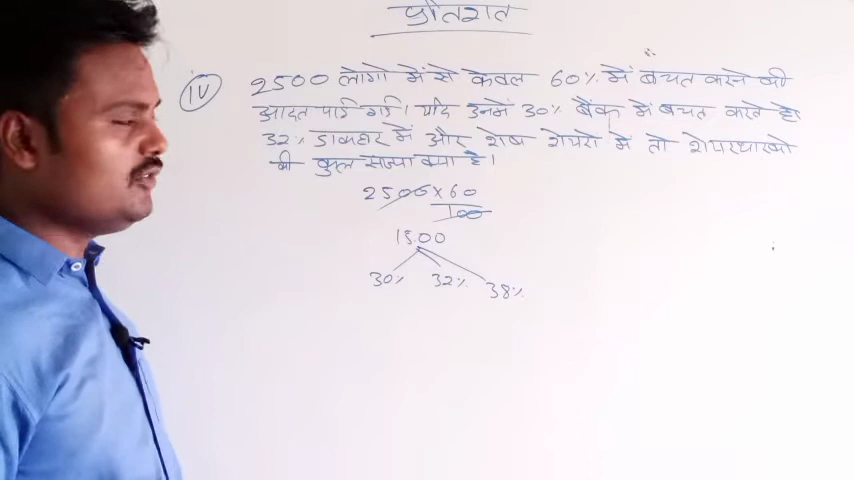 प्रतिशत
(iv) 2500 लोगो में से केवल 60% में बचत करने की
आदत पाई गई। यदि उनमें 30% बैंक में बचत करते है
32% डाकघर में और शेष शेयरो में तो शेयरधारको
की कुल संख्या क्या है।
2500 x 60
100
1500
30% 32% 38%